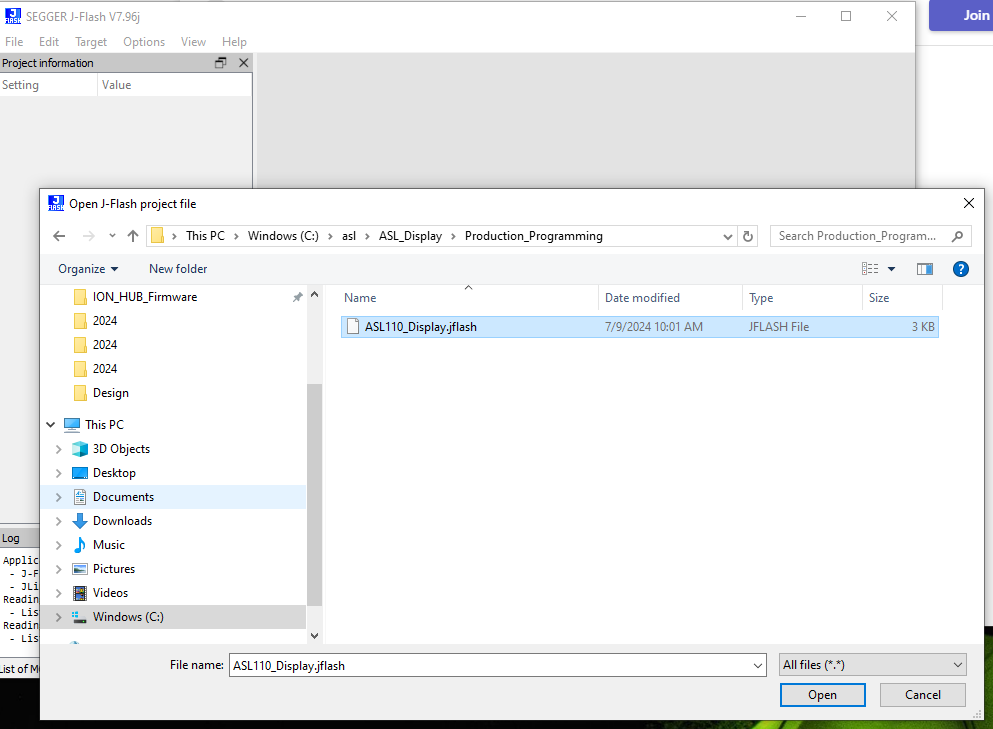 SEGGER J-Flash V7.96j
Join
File Edit Target Options View Help
Project information
Setting Value
Open J-Flash project file
This PC > Windows (C:) > asl > ASL_Display > Production_Programming
Search Production_Program...
Organize New folder
Name Date modified Type Size
ION_HUB_Firmware
ASL110_Display.jflash 7/9/2024 10:01 AM JFLASH File 3 KB
2024
2024
2024
Design
This PC
3D Objects
Desktop
Documents
Downloads
Music
Pictures
Videos
Windows (C:)
Log
Applic
- J-F
- JLi
Readin
- Lis
Readin
- Lis
List of M
File name: ASL110_Display.jflash All files (*.*)
Open Cancel